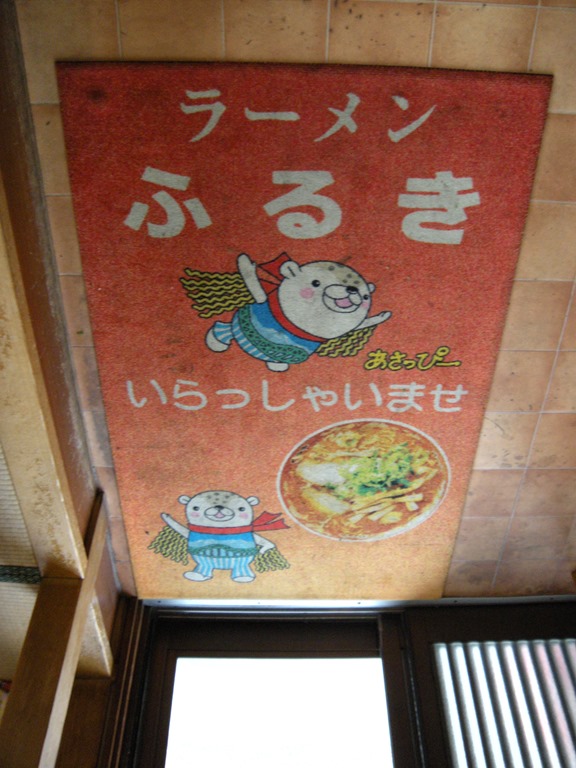 ラーメン
ふるき
あさっぴー
いらっしゃいませ